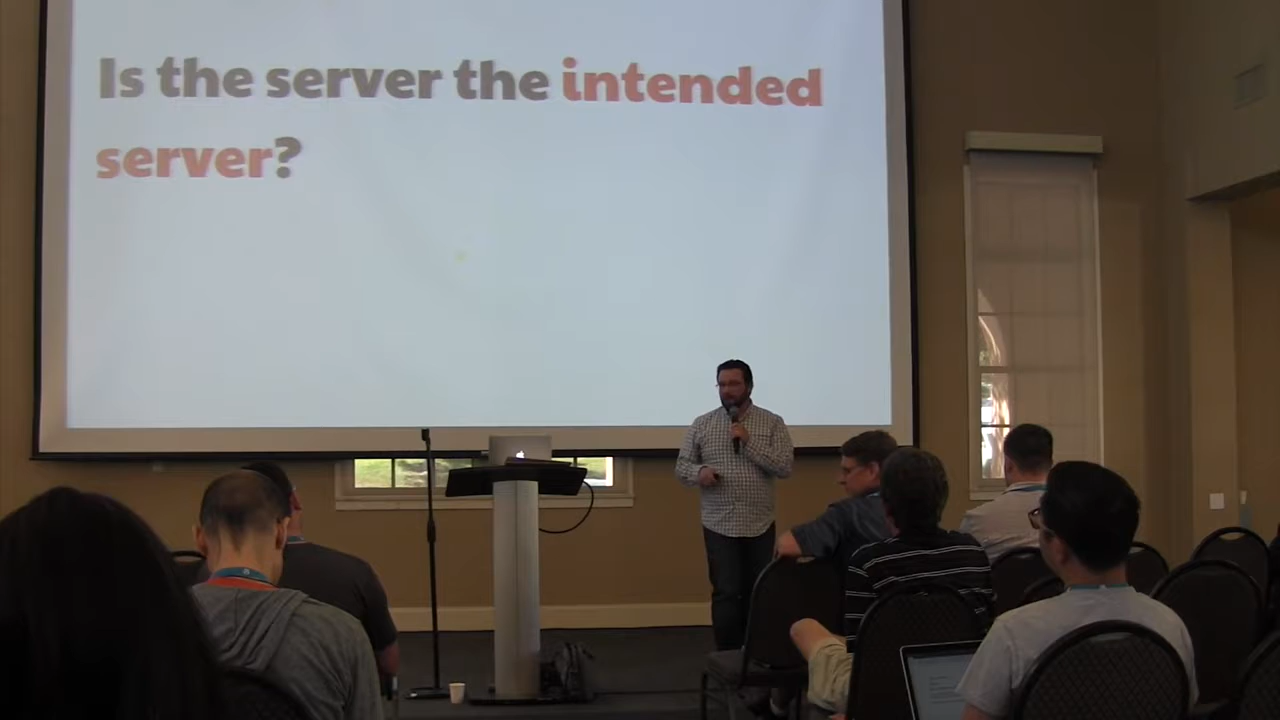 Is the server the intended
server?